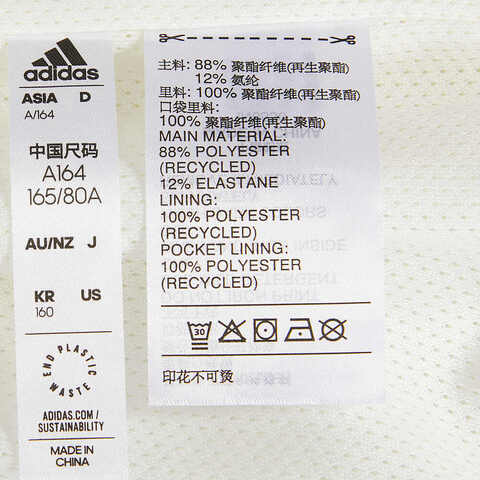 adidas
ASIA D
A/164
中国尺码
A164
165/80A
AU/NZ J
KR US
160
END PLASTIC WASTE
ADIDAS.COM/
SUSTAINABILITY
MADE IN
CHINA
主料: 88% 聚酯纤维(再生聚酯)
12% 氨纶
里料: 100% 聚酯纤维(再生聚酯)
口袋里料:
100% 聚酯纤维(再生聚酯)
MAIN MATERIAL:
88% POLYESTER
(RECYCLED)
12% ELASTANE
LINING:
100% POLYESTER
(RECYCLED)
POCKET LINING:
100% POLYESTER
(RECYCLED)
30
印花不可烫